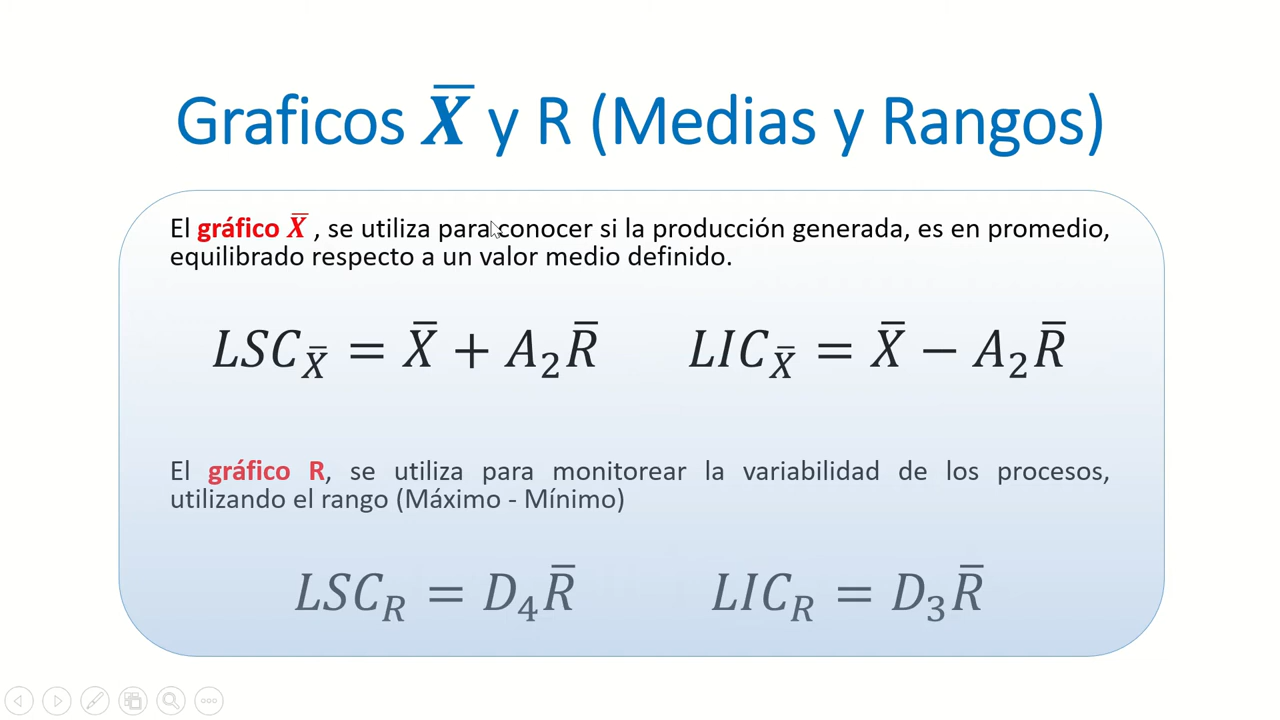 Graficos X̅ y R (Medias y Rangos)
El gráfico X̅ , se utiliza para conocer si la producción generada, es en promedio,
equilibrado respecto a un valor medio definido.
LSC_X̅ = X̅ + A₂R̅    LIC_X̅ = X̅ − A₂R̅
El gráfico R, se utiliza para monitorear la variabilidad de los procesos,
utilizando el rango (Máximo - Mínimo)
LSC_R = D₄R̅    LIC_R = D₃R̅